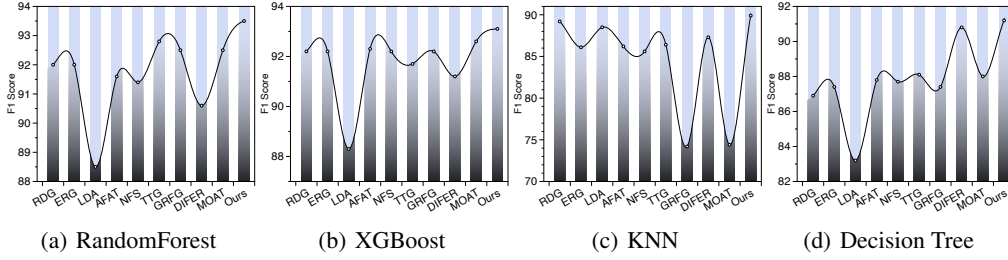 94
93
92
91
90
89
88
F1 Score
RDG
ERG
LDA
AFAT
NFS
TTG
GRFG
DIFER
MOAT
Ours
(a) RandomForest
94
92
90
88
F1 Score
RDG
ERG
LDA
AFAT
NFS
TTG
GRFG
DIFER
MOAT
Ours
(b) XGBoost
90
85
80
75
70
F1 Score
RDG
ERG
LDA
AFAT
NFS
TTG
GRFG
DIFER
MOAT
Ours
(c) KNN
92
90
88
86
84
82
F1 Score
RDG
ERG
LDA
AFAT
NFS
TTG
GRFG
DIFER
MOAT
Ours
(d) Decision Tree